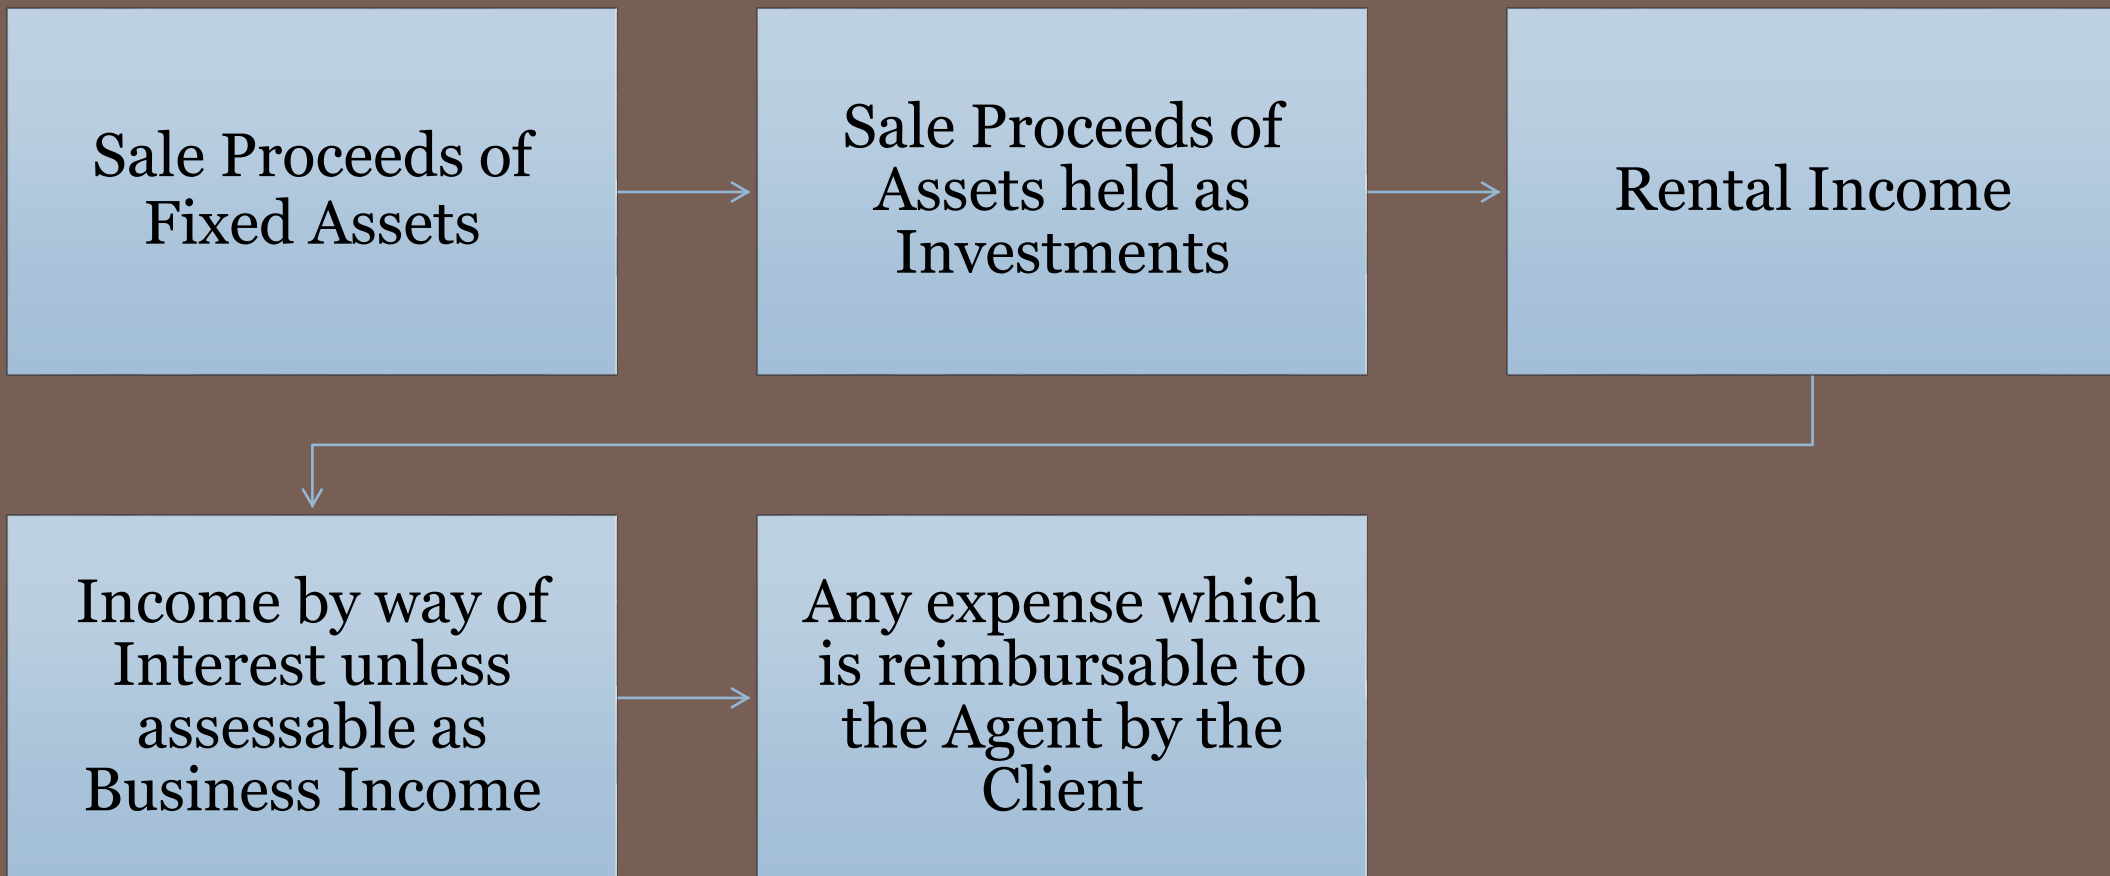 Sale Proceeds of
Fixed Assets
Sale Proceeds of
Assets held as
Investments
Rental Income
Income by way of
Interest unless
assessable as
Business Income
Any expense which
is reimbursable to
the Agent by the
Client